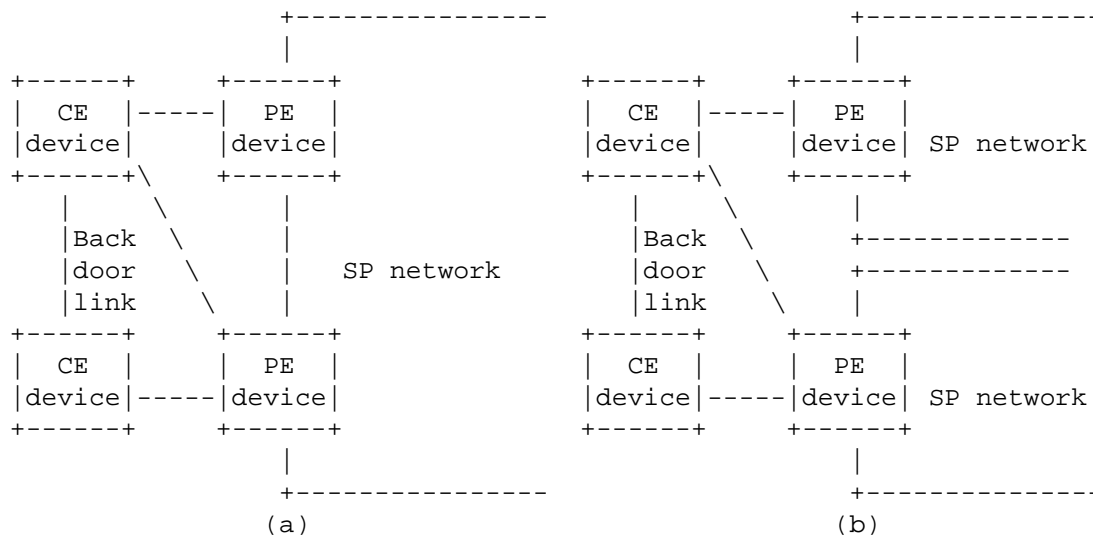 CE PE CE PE
device device device device SP network
Back Back
door SP network door
link link
CE PE CE PE
device device device device SP network
(a) (b)